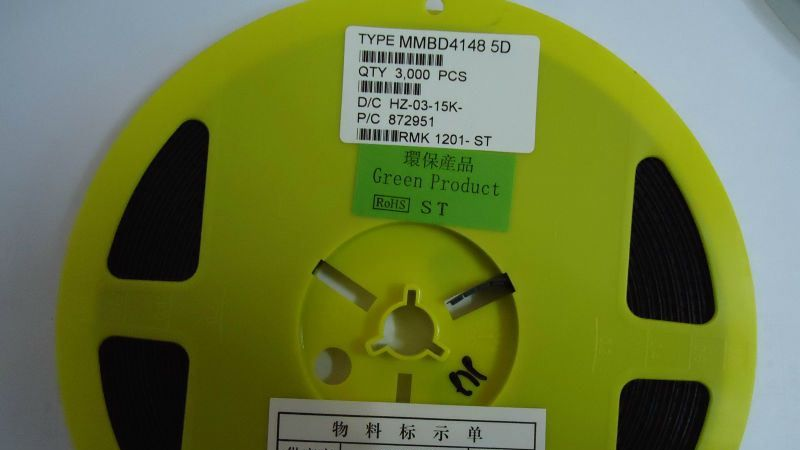 TYPE MMBD4148 5D
QTY 3,000 PCS
D/C HZ-03-15K-
P/C 872951
RMK 1201- ST
環保産品
Green Product
RoHS ST
物料标示单